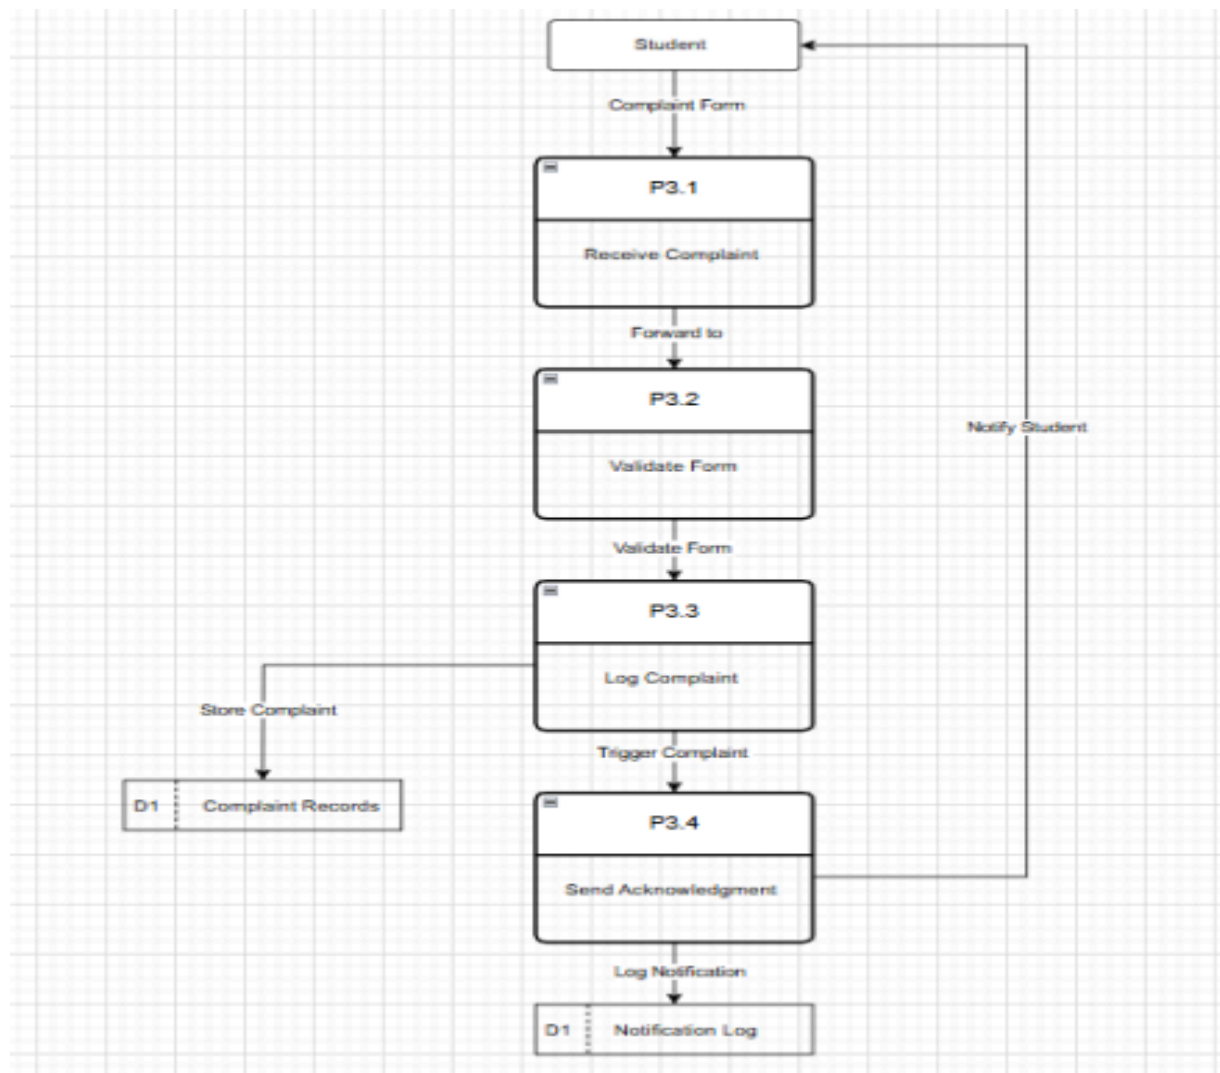 Student
Complaint Form
P3.1
Receive Complaint
Forward to
P3.2
Validate Form
Notify Student
Validate Form
P3.3
Log Complaint
Store Complaint
Trigger Complaint
D1 Complaint Records
P3.4
Send Acknowledgment
Log Notification
D1 Notification Log